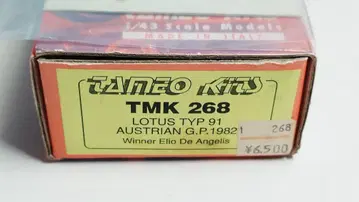 1/43 Scale Models
MADE IN ITALY
TAMEO KITS
TMK 268
LOTUS TYP 91
AUSTRIAN G.P.1982
Winner Elio De Angelis
268
¥6,500